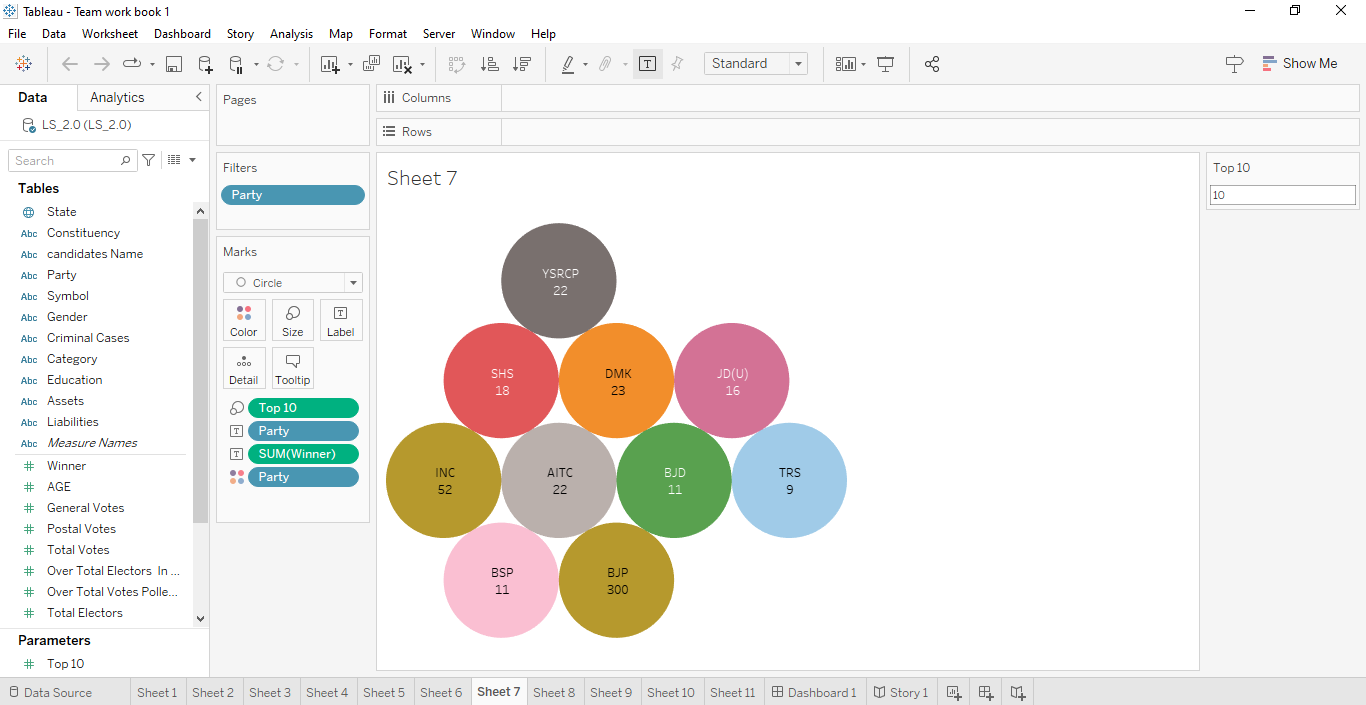 Tableau - Team work book 1
File Data Worksheet Dashboard Story Analysis Map Format Server Window Help
Standard
Show Me
Data
Analytics
LS_2.0 (LS_2.0)
Search
Tables
State
Abc Constituency
Abc candidates Name
Abc Party
Abc Symbol
Abc Gender
Abc Criminal Cases
Abc Category
Abc Education
Abc Assets
Abc Liabilities
Abc Measure Names
# Winner
# AGE
# General Votes
# Postal Votes
# Total Votes
# Over Total Electors In ...
# Over Total Votes Polle...
# Total Electors
Parameters
# Top 10
Pages
Filters
Party
Marks
Circle
Color
Size
T
Label
Detail
Tooltip
Top 10
T Party
T SUM(Winner)
Party
Columns
Rows
Sheet 7
YSRCP
22
SHS
18
DMK
23
JD(U)
16
INC
52
AITC
22
BJD
11
TRS
9
BSP
11
BJP
300
Top 10
10
Data Source
Sheet 1
Sheet 2
Sheet 3
Sheet 4
Sheet 5
Sheet 6
Sheet 7
Sheet 8
Sheet 9
Sheet 10
Sheet 11
Dashboard 1
Story 1